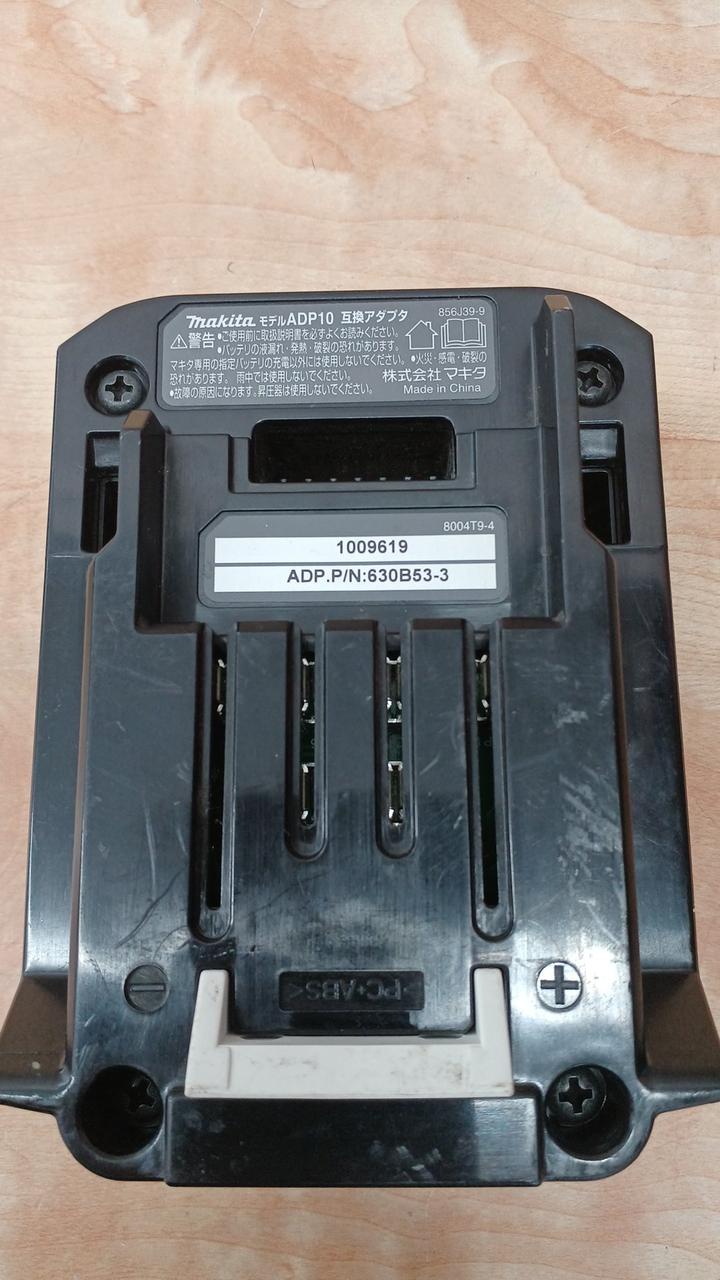 makita モデルADP10 互換アダプタ 856J39-9
警告 •ご使用前に取扱説明書を必ずよくお読みください。
•バッテリの液漏れ・発熱・破裂の恐れがあります。
マキタ専用の指定バッテリの充電以外には使用しないでください。 •火災・感電・破裂の
恐れがあります。 雨中では使用しないでください。 株式会社 マキタ
•故障の原因になります。昇圧器は使用しないでください。 Made in China
8004T9-4
1009619
ADP.P/N:630B53-3
>PC+ABS<